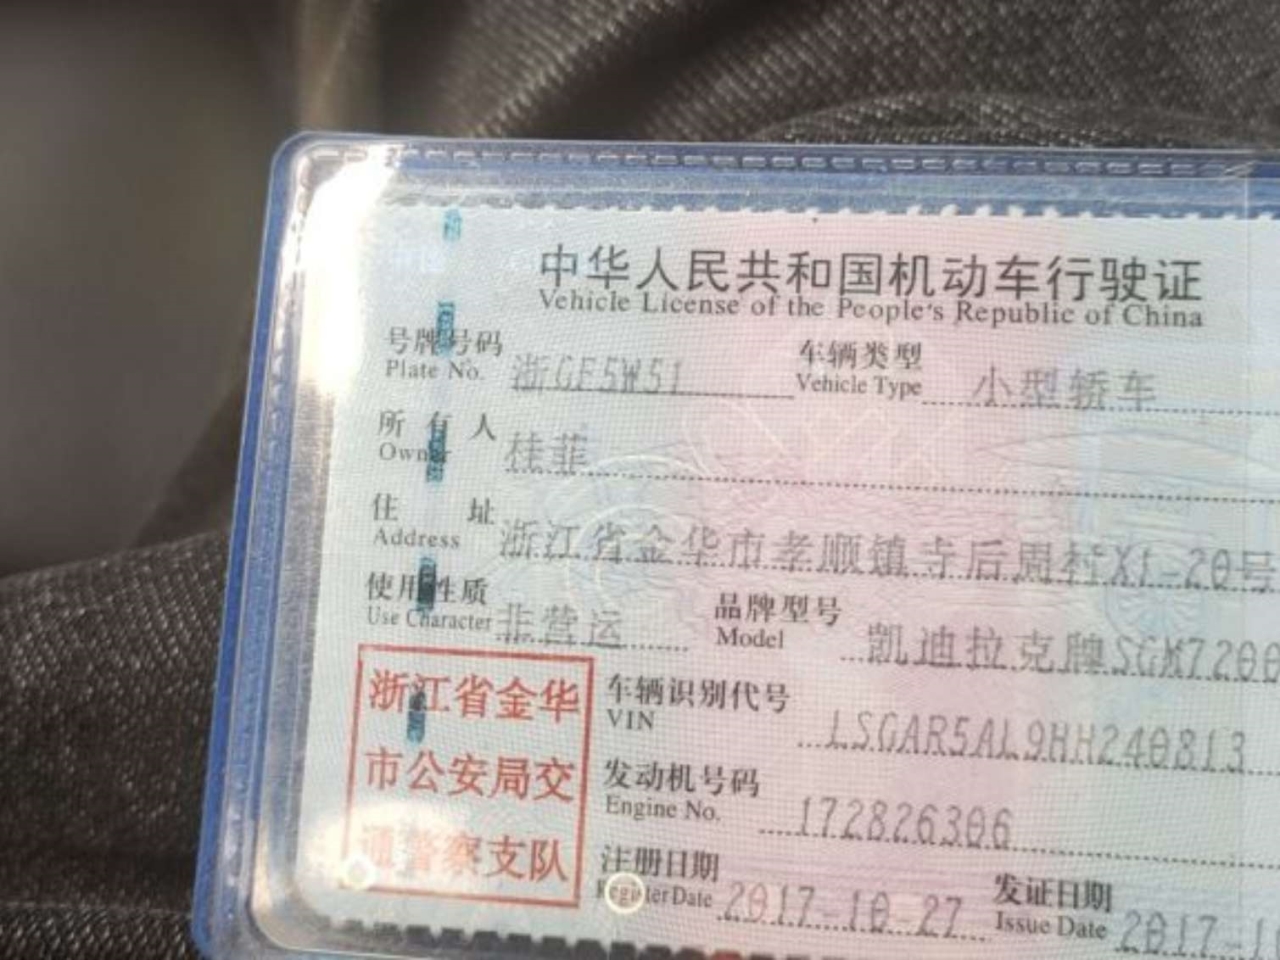 中华人民共和国机动车行驶证
Vehicle License of the People's Republic of China
号牌号码 浙GF5W51 车辆类型 小型轿车
Plate No. Vehicle Type
所有人 桂菲
Owner
住址 浙江省金华市孝顺镇寺后周村X1-20号
Address
使用性质 非营运 品牌型号 凯迪拉克牌SGM7200
Use Character Model
浙江省金华
市公安局交
通警察支队
车辆识别代号 LSGAR5AL9HH240813
VIN
发动机号码 172826306
Engine No.
注册日期 2017-10-27 发证日期 2017-1
Register Date Issue Date